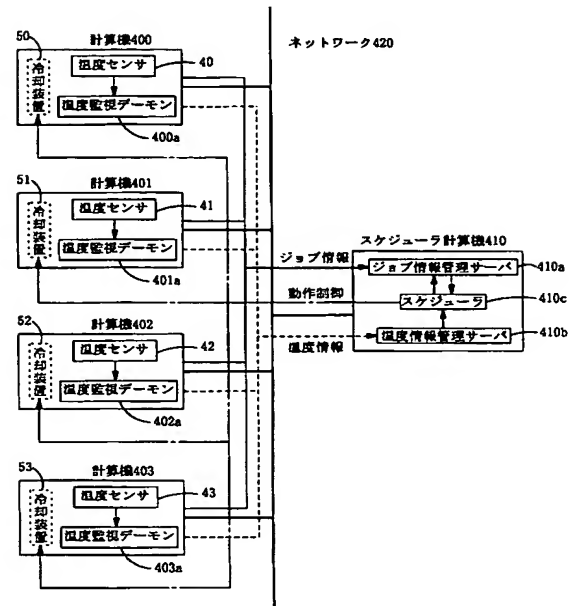 ネットワーク420
50
計算機400
冷却装置
温度センサ
40
温度監視デーモン
400a
51
計算機401
冷却装置
温度センサ
41
温度監視デーモン
401a
52
計算機402
冷却装置
温度センサ
42
温度監視デーモン
402a
53
計算機403
冷却装置
温度センサ
43
温度監視デーモン
403a
スケジューラ計算機410
ジョブ情報
ジョブ情報管理サーバ
410a
動作制御
スケジューラ
410c
温度情報
温度情報管理サーバ
410b